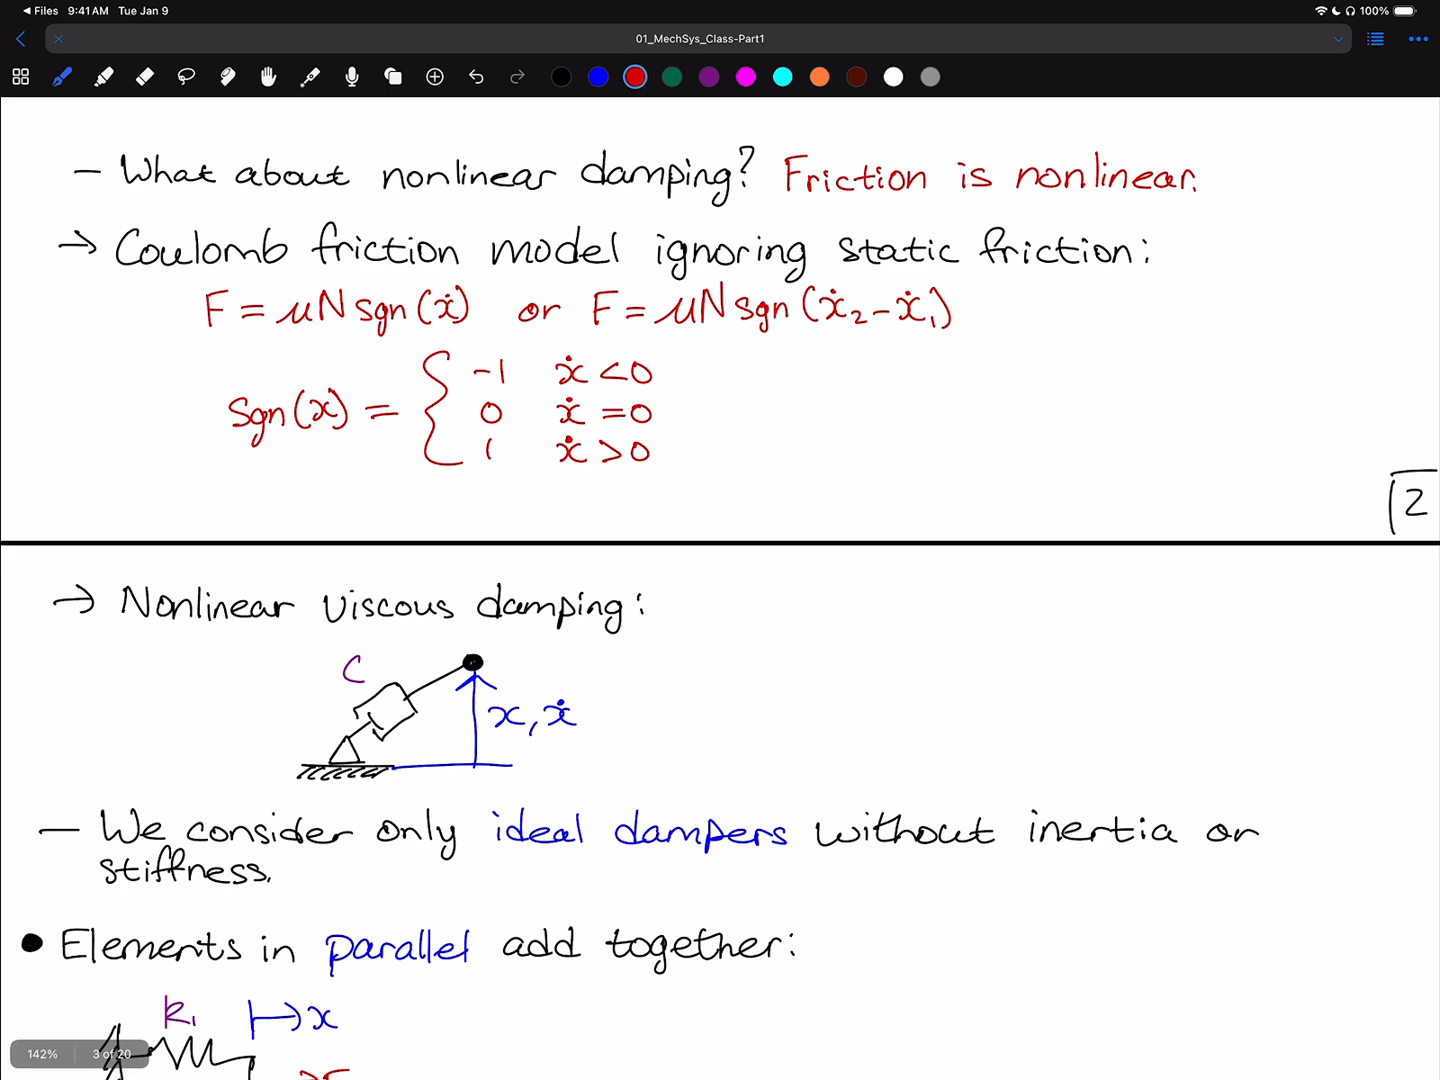 Files 9:41 AM Tue Jan 9 100%
01_MechSys_Class-Part1
– What about nonlinear damping? Friction is nonlinear.
→ Coulomb friction model ignoring static friction:
F = μN sgn(ẋ) or F = μN sgn(ẋ₂-ẋ₁)
sgn(x) = { -1 ẋ <0
0 ẋ =0
1 ẋ >0
2
→ Nonlinear viscous damping:
C
x, ẋ
– We consider only ideal dampers without inertia or
stiffness.
• Elements in parallel add together:
k₁ ↦x
142% 3 of 20